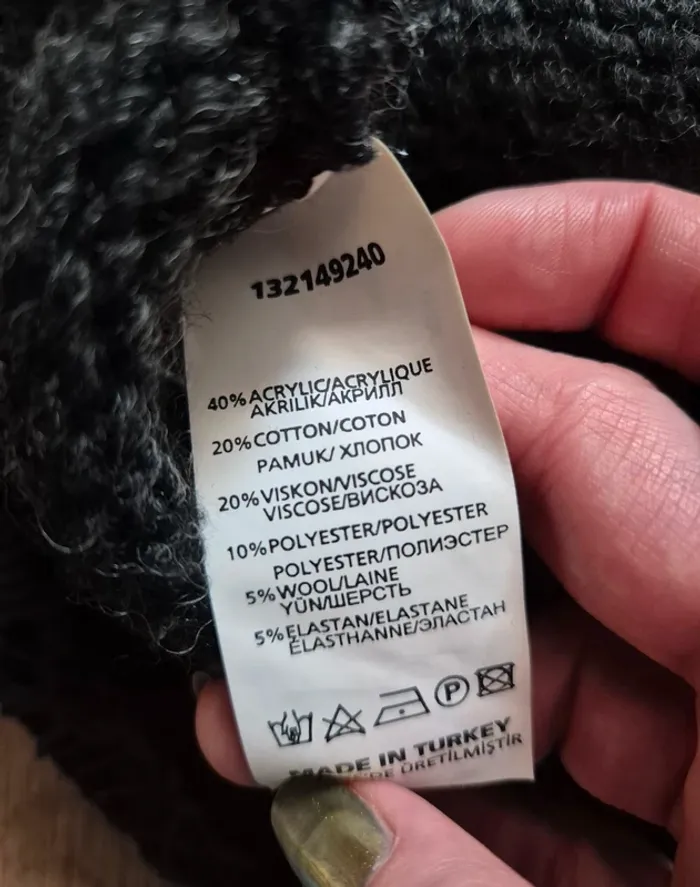 132149240
40% ACRYLIC/ACRYLIQUE
AKRILIK/АКРИЛЛ
20% COTTON/COTON
PAMUK/ ХЛОПОК
20% VISKON/VISCOSE
VISCOSE/ВИСКОЗА
10% POLYESTER/POLYESTER
POLYESTER/ПОЛИЭСТЕР
5% WOOL/LAINE
YÜN/ШЕРСТЬ
5% ELASTAN/ELASTANE
ELASTHANNE/ЭЛАСТАН
P
MADE IN TURKEY
ÜRETİLMİŞTİR